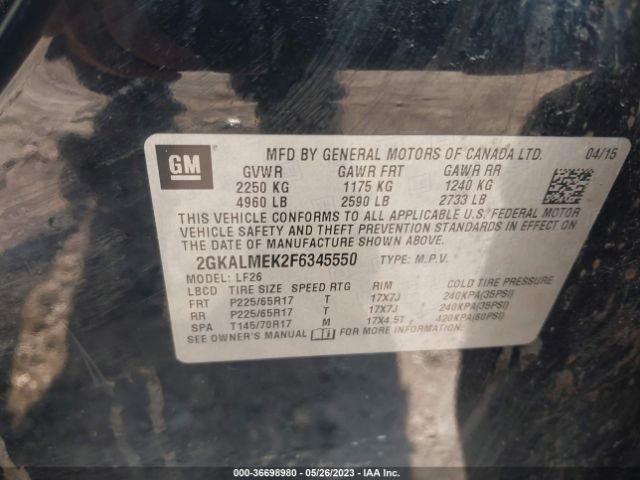 GM
MFD BY GENERAL MOTORS OF CANADA LTD. 04/15
GVWR GAWR FRT GAWR RR
2250 KG 1175 KG 1240 KG
4960 LB 2590 LB 2733 LB
THIS VEHICLE CONFORMS TO ALL APPLICABLE U.S. FEDERAL MOTOR
VEHICLE SAFETY AND THEFT PREVENTION STANDARDS IN EFFECT
ON THE DATE OF MANUFACTURE SHOWN ABOVE.
2GKALMEK2F6345550 TYPE: M.P.V.
MODEL: LF26
LBCD TIRE SIZE SPEED RTG RIM COLD TIRE PRESSURE
FRT P225/65R17 T 17X7J 240KPA(35PSI)
RR P225/65R17 T 17X7J 240KPA(35PSI)
SPA T145/70R17 M 17X4.5T 420KPA(60PSI)
SEE OWNER'S MANUAL FOR MORE INFORMATION.
© 36698980 - 05/26/2023 - IAA Inc.